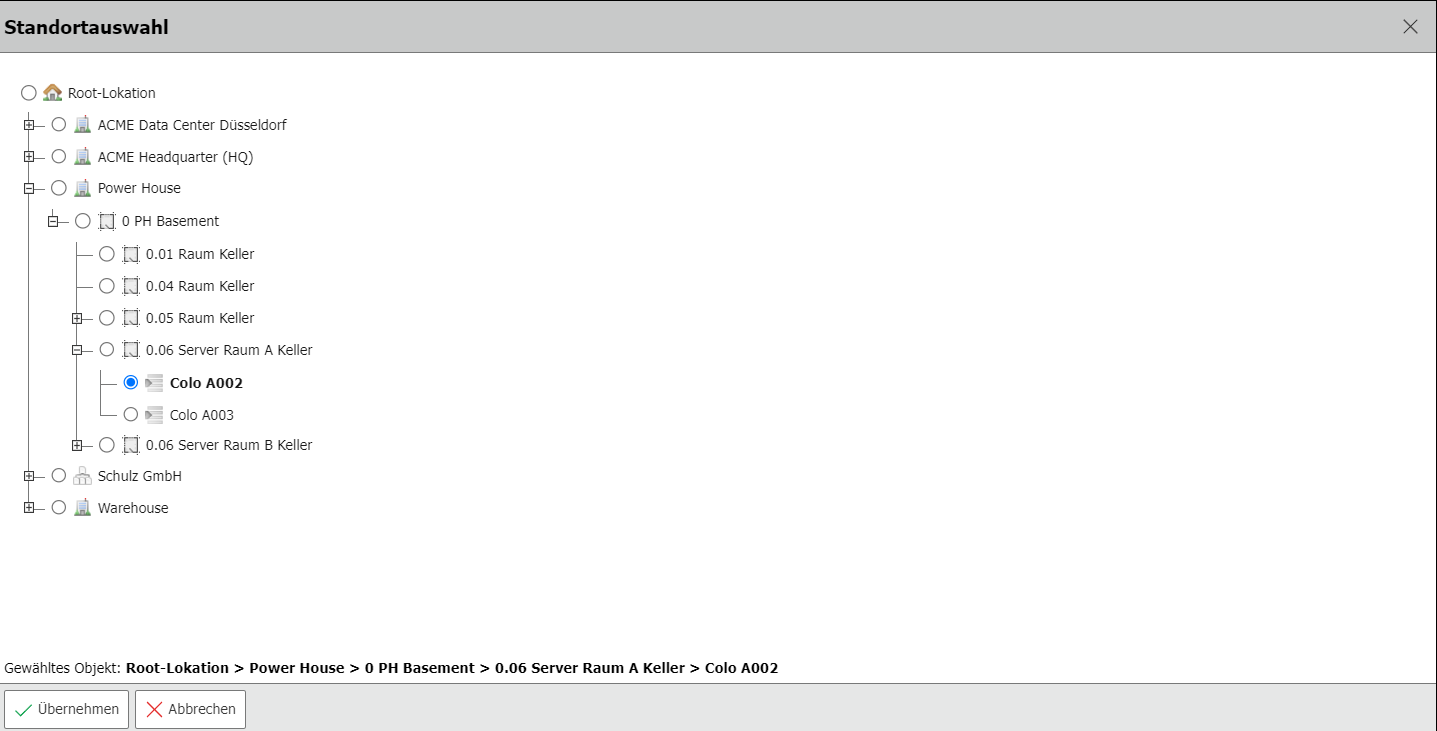 Standortauswahl
Root-Lokation
ACME Data Center Düsseldorf
ACME Headquarter (HQ)
Power House
0 PH Basement
0.01 Raum Keller
0.04 Raum Keller
0.05 Raum Keller
0.06 Server Raum A Keller
Colo A002
Colo A003
0.06 Server Raum B Keller
Schulz GmbH
Warehouse
Gewähltes Objekt: Root-Lokation > Power House > 0 PH Basement > 0.06 Server Raum A Keller > Colo A002
Übernehmen Abbrechen